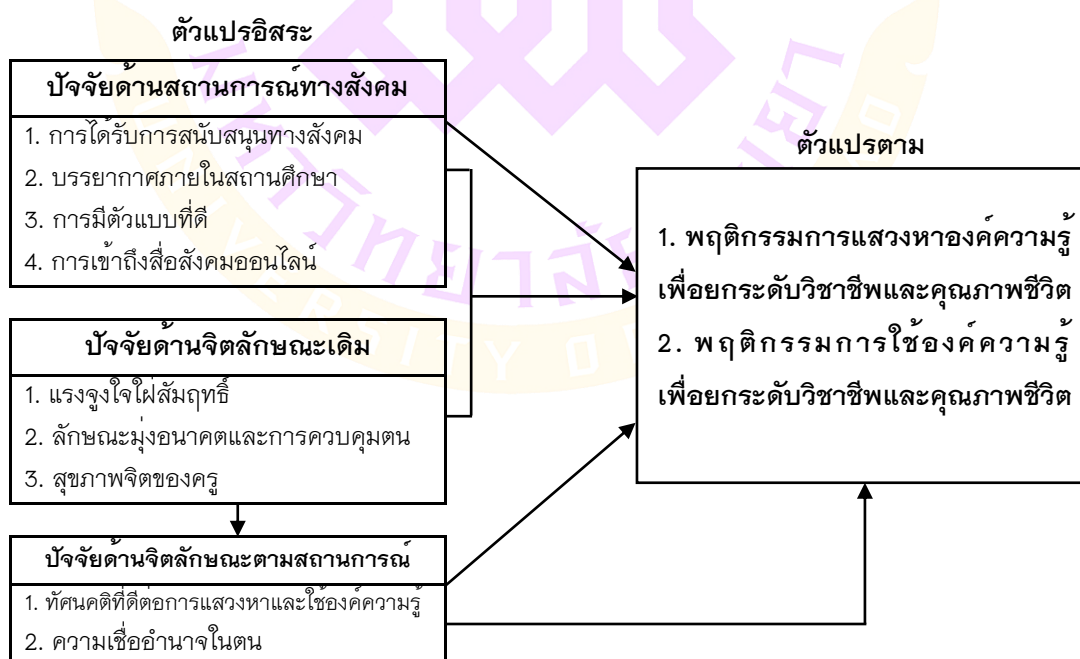 ตัวแปรอิสระ
ปัจจัยด้านสถานการณ์ทางสังคม
1. การได้รับการสนับสนุนทางสังคม
2. บรรยากาศภายในสถานศึกษา
3. การมีตัวแบบที่ดี
4. การเข้าถึงสื่อสังคมออนไลน์
ปัจจัยด้านจิตลักษณะเดิม
1. แรงจูงใจใฝ่สัมฤทธิ์
2. ลักษณะมุ่งอนาคตและการควบคุมตน
3. สุขภาพจิตของครู
ปัจจัยด้านจิตลักษณะตามสถานการณ์
1. ทัศนคติที่ดีต่อการแสวงหาและใช้องค์ความรู้
2. ความเชื่ออำนาจในตน
ตัวแปรตาม
1. พฤติกรรมการแสวงหาองค์ความรู้
เพื่อยกระดับวิชาชีพและคุณภาพชีวิต
2. พฤติกรรมการใช้องค์ความรู้
เพื่อยกระดับวิชาชีพและคุณภาพชีวิต